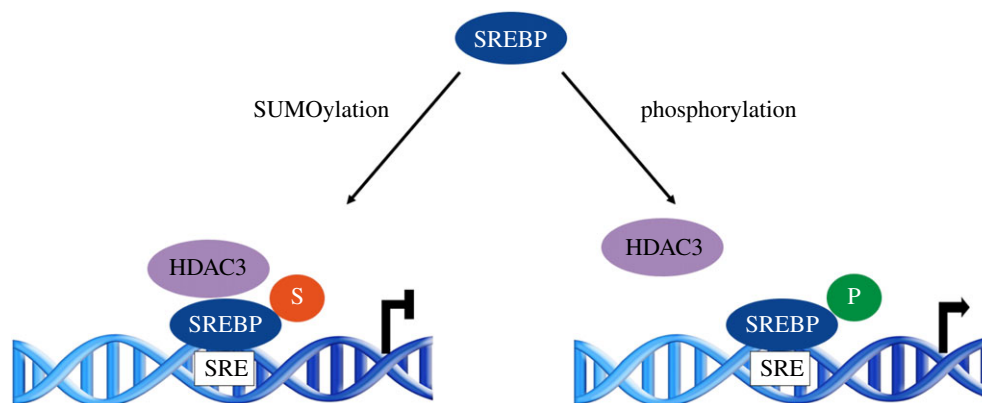 SREBP
SUMOylation
phosphorylation
HDAC3
S
SREBP
SRE
HDAC3
P
SREBP
SRE